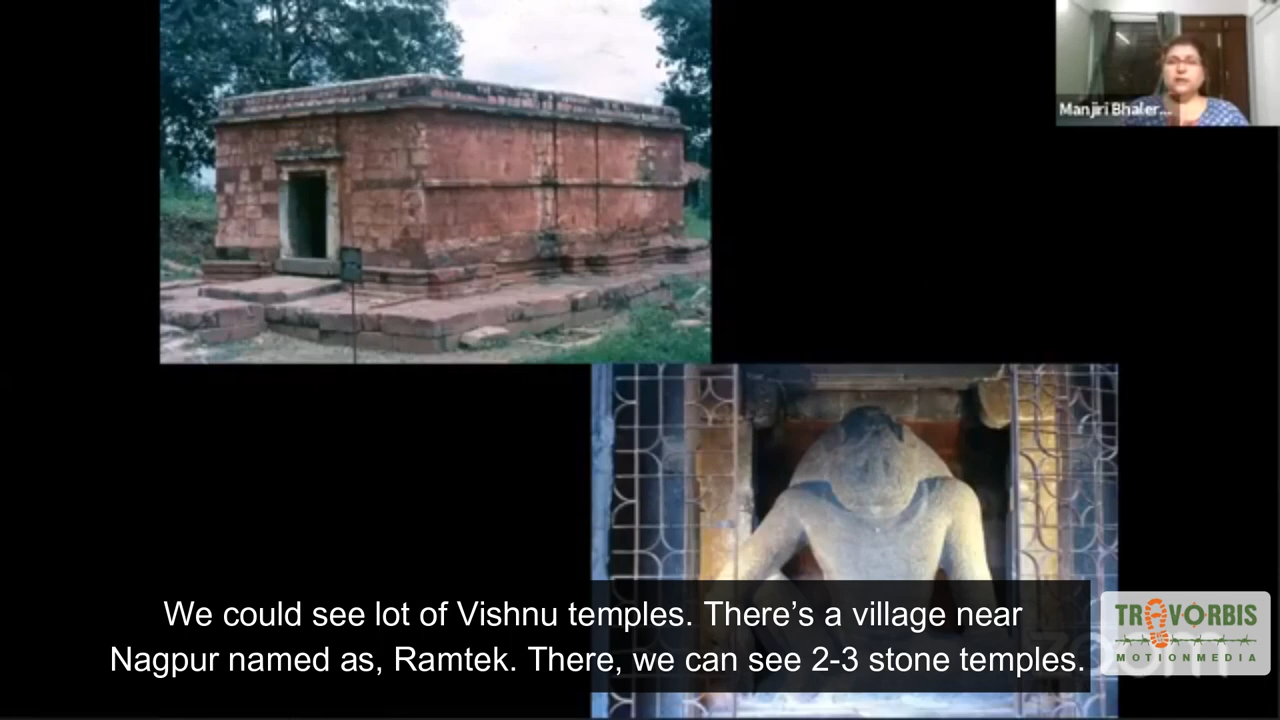 Manjiri Bhaler...
We could see lot of Vishnu temples. There’s a village near
Nagpur named as, Ramtek. There, we can see 2-3 stone temples.
zoom
TRAVORBIS
MOTIONMEDIA